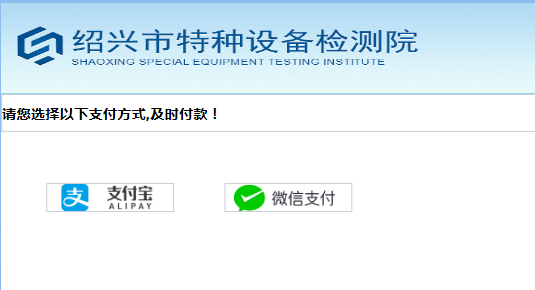 绍兴市特种设备检测院
SHAOXING SPECIAL EQUIPMENT TESTING INSTITUTE
请您选择以下支付方式,及时付款！
支 支付宝
ALIPAY
微信支付